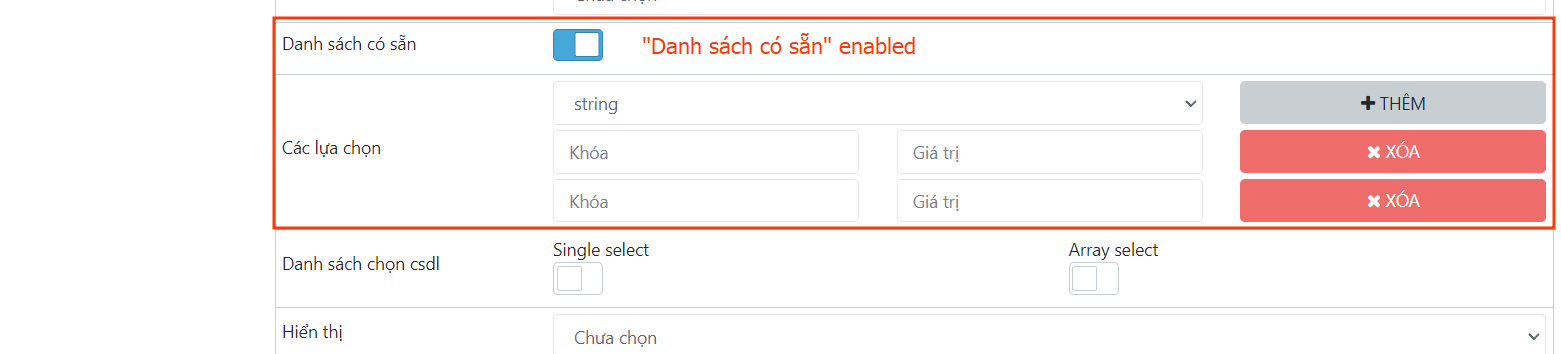 Danh sách có sẵn
"Danh sách có sẵn" enabled
string
THÊM
Các lựa chọn
Khóa
Giá trị
XÓA
Khóa
Giá trị
XÓA
Danh sách chọn csdl
Single select
Array select
Hiển thị
Chưa chọn